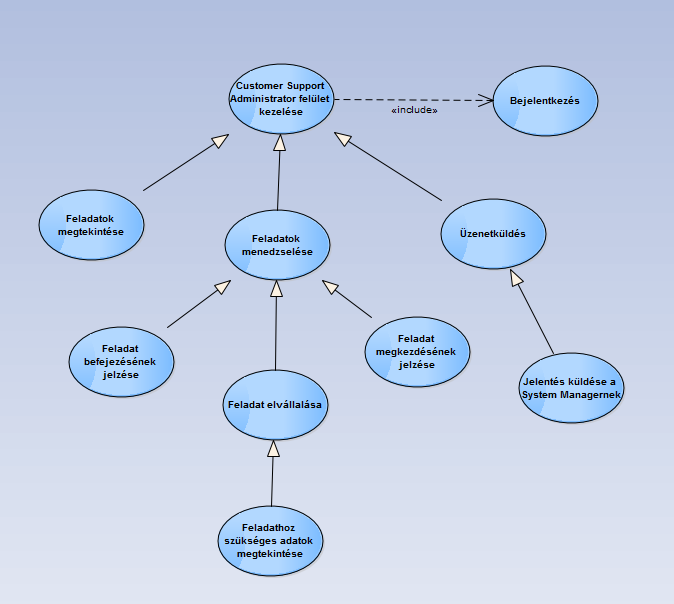 Customer Support
Administrator felület
kezelése
«include»
Bejelentkezés
Feladatok
megtekintése
Feladatok
menedzselése
Üzenetküldés
Feladat
befejezésének
jelzése
Feladat elvállalása
Feladat
megkezdésének
jelzése
Jelentés küldése a
System Managernek
Feladathoz
szükséges adatok
megtekintése